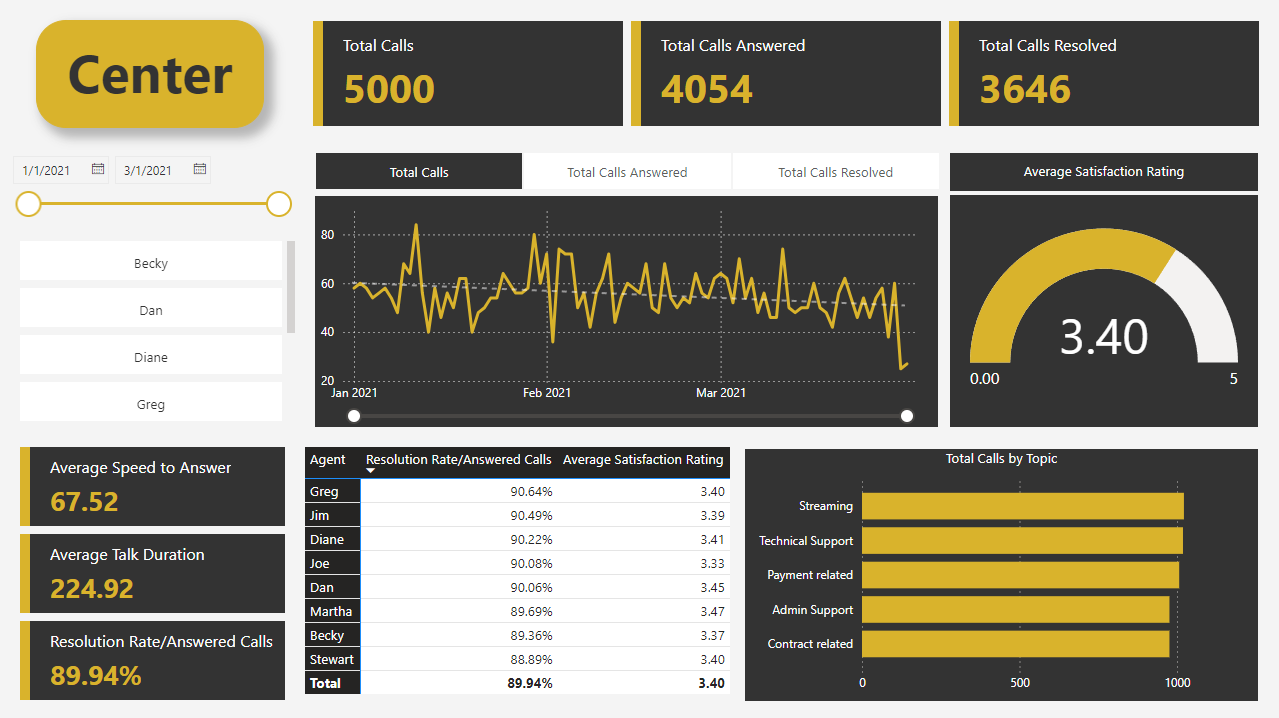 Center
Total Calls
5000
Total Calls Answered
4054
Total Calls Resolved
3646
1/1/2021
3/1/2021
Becky
Dan
Diane
Greg
Total Calls
Total Calls Answered
Total Calls Resolved
80
60
40
20
Jan 2021
Feb 2021
Mar 2021
Average Satisfaction Rating
3.40
0.00
5
Average Speed to Answer
67.52
Average Talk Duration
224.92
Resolution Rate/Answered Calls
89.94%
Agent Resolution Rate/Answered Calls Average Satisfaction Rating
Greg 90.64% 3.40
Jim 90.49% 3.39
Diane 90.22% 3.41
Joe 90.08% 3.33
Dan 90.06% 3.45
Martha 89.69% 3.47
Becky 89.36% 3.37
Stewart 88.89% 3.40
Total 89.94% 3.40
Total Calls by Topic
Streaming
Technical Support
Payment related
Admin Support
Contract related
0 500 1000